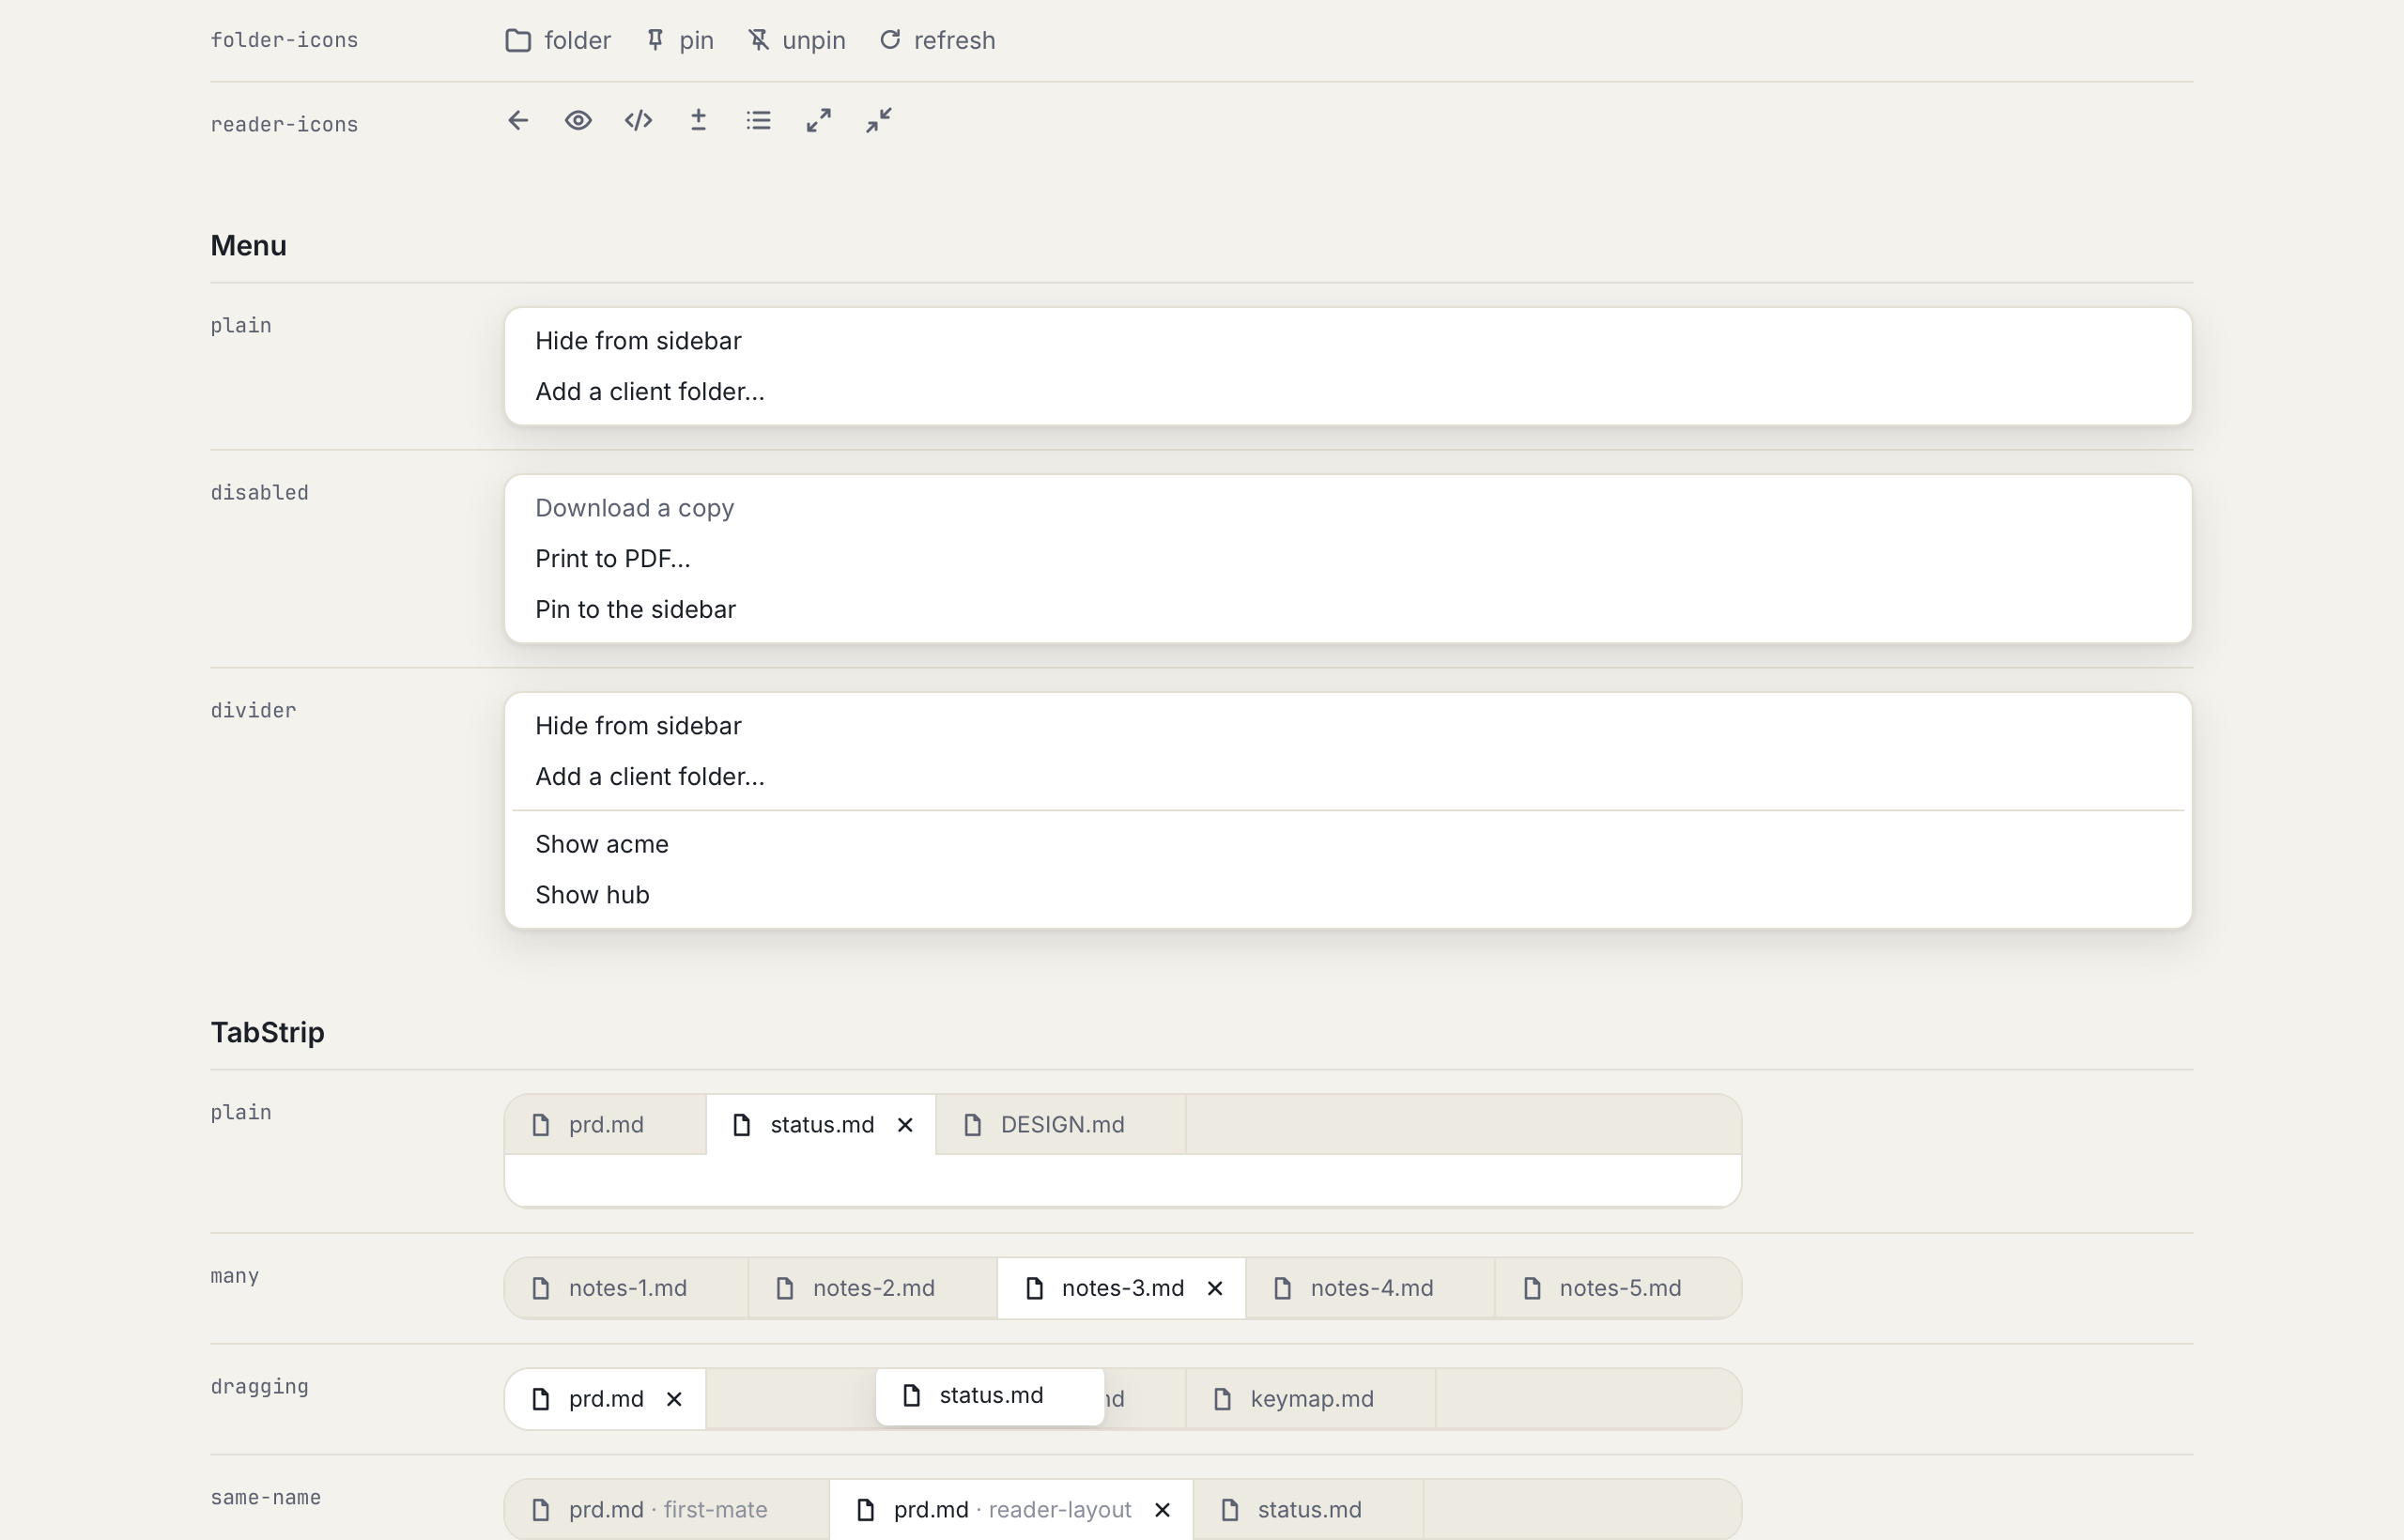 folder-icons folder pin unpin refresh
reader-icons
Menu
plain
Hide from sidebar
Add a client folder...
disabled
Download a copy
Print to PDF...
Pin to the sidebar
divider
Hide from sidebar
Add a client folder...
Show acme
Show hub
TabStrip
plain prd.md status.md DESIGN.md
many notes-1.md notes-2.md notes-3.md notes-4.md notes-5.md
dragging prd.md status.md keymap.md
same-name prd.md · first-mate prd.md · reader-layout status.md